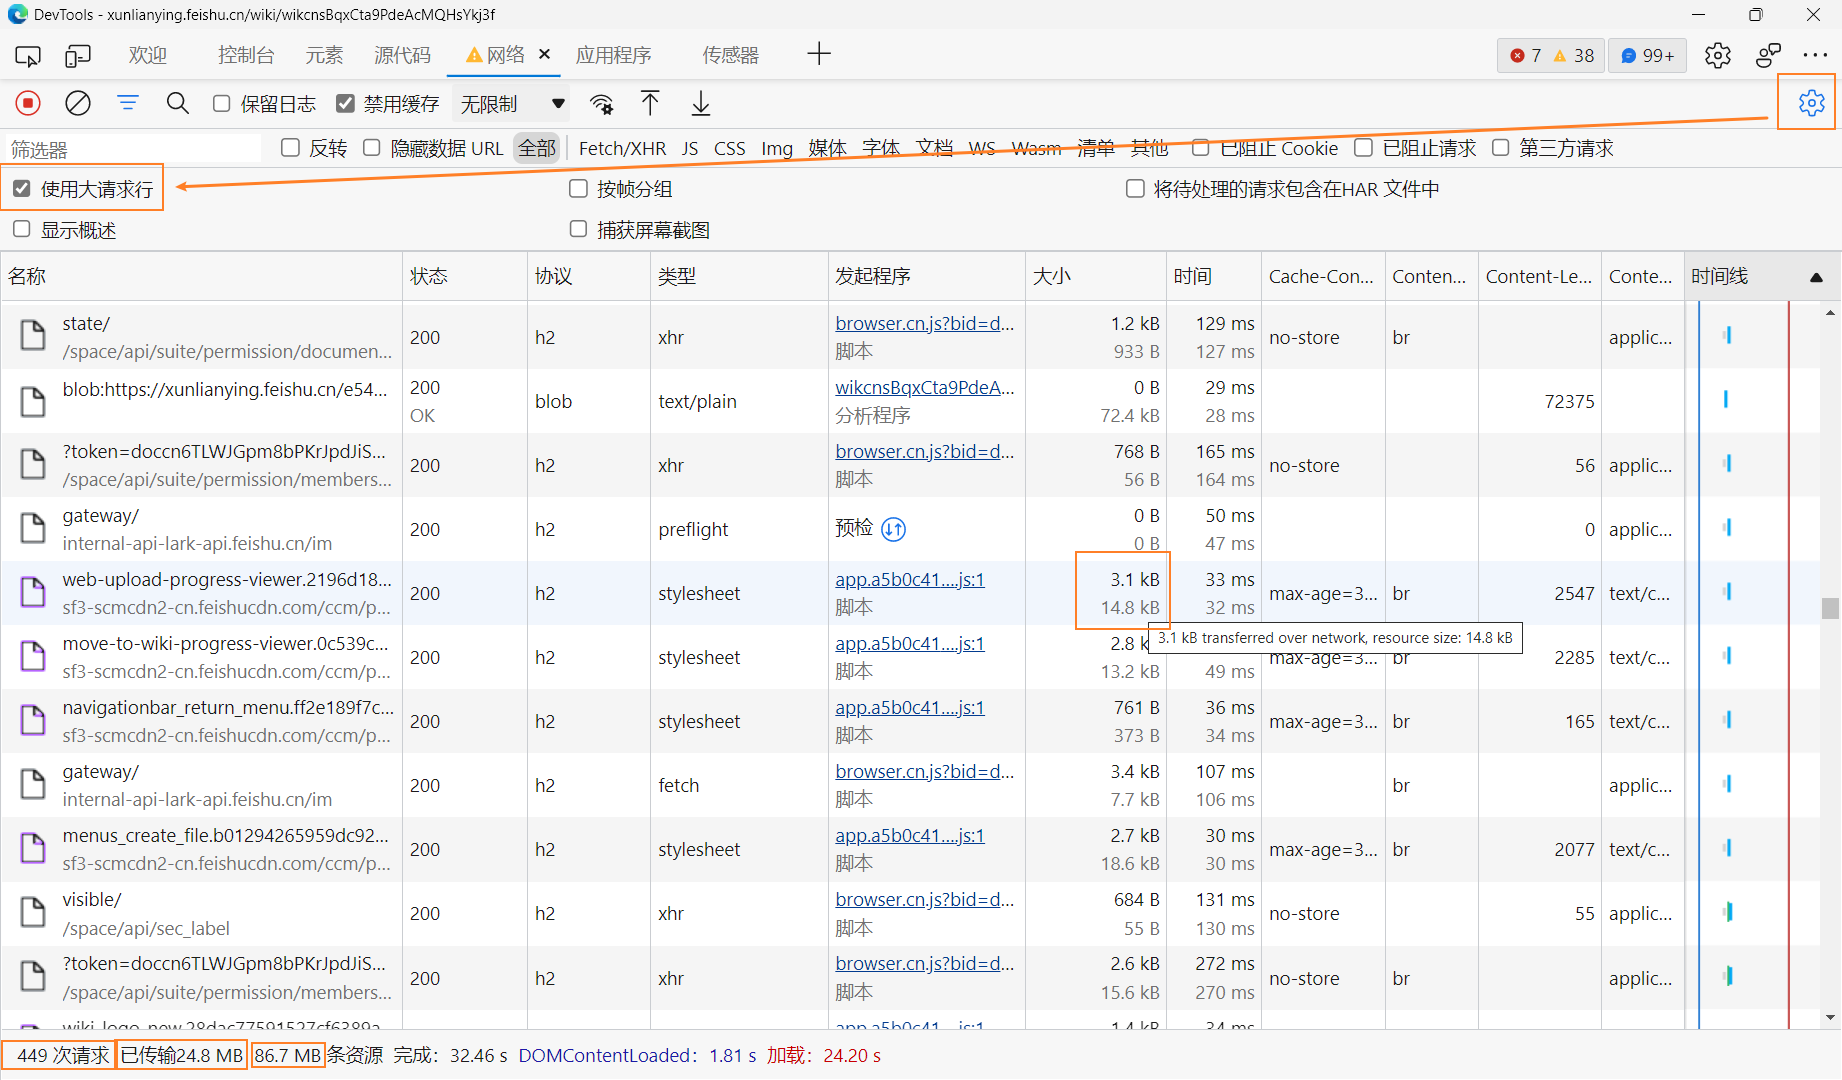 DevTools - xunlianying.feishu.cn/wiki/wikcnsBqxCta9PdeAcMQHsYkj3f
欢迎 控制台 元素 源代码 网络 应用程序 传感器 7 38 99+
保留日志 禁用缓存 无限制
筛选器 反转 隐藏数据 URL 全部 Fetch/XHR JS CSS Img 媒体 字体 文档 WS Wasm 清单 其他 已阻止 Cookie 已阻止请求 第三方请求
使用大请求行 按帧分组 将待处理的请求包含在HAR 文件中
显示概述 捕获屏幕截图
名称 状态 协议 类型 发起程序 大小 时间 Cache-Con... Conten... Content-Le... Conte... 时间线
state/ browser.cn.js?bid=d... 1.2 kB 129 ms
200 h2 xhr no-store br applic...
/space/api/suite/permission/documen... 脚本 933 B 127 ms
blob:https://xunlianying.feishu.cn/e54... 200 wikcnsBqxCta9PdeA... 0 B 29 ms
blob text/plain 72375
OK 分析程序 72.4 kB 28 ms
?token=doccn6TLWJGpm8bPKrJpdJiS... browser.cn.js?bid=d... 768 B 165 ms
200 h2 xhr no-store 56 applic...
/space/api/suite/permission/members... 脚本 56 B 164 ms
gateway/ 0 B 50 ms
200 h2 preflight 预检 0 applic...
internal-api-lark-api.feishu.cn/im 0 B 47 ms
web-upload-progress-viewer.2196d18... app.a5b0c41....js:1 3.1 kB 33 ms
200 h2 stylesheet max-age=3... br 2547 text/c...
sf3-scmcdn2-cn.feishucdn.com/ccm/p... 脚本 14.8 kB 32 ms
3.1 kB transferred over network, resource size: 14.8 kB
move-to-wiki-progress-viewer.0c539c... app.a5b0c41....js:1 2.8 k
200 h2 stylesheet max-age=3... br 2285 text/c...
sf3-scmcdn2-cn.feishucdn.com/ccm/p... 脚本 13.2 kB 49 ms
navigationbar_return_menu.ff2e189f7c... app.a5b0c41....js:1 761 B 36 ms
200 h2 stylesheet max-age=3... br 165 text/c...
sf3-scmcdn2-cn.feishucdn.com/ccm/p... 脚本 373 B 34 ms
gateway/ browser.cn.js?bid=d... 3.4 kB 107 ms
200 h2 fetch br applic...
internal-api-lark-api.feishu.cn/im 脚本 7.7 kB 106 ms
menus_create_file.b01294265959dc92... app.a5b0c41....js:1 2.7 kB 30 ms
200 h2 stylesheet max-age=3... br 2077 text/c...
sf3-scmcdn2-cn.feishucdn.com/ccm/p... 脚本 18.6 kB 30 ms
visible/ browser.cn.js?bid=d... 684 B 131 ms
200 h2 xhr no-store 55 applic...
/space/api/sec_label 脚本 55 B 130 ms
?token=doccn6TLWJGpm8bPKrJpdJiS... browser.cn.js?bid=d... 2.6 kB 272 ms
200 h2 xhr no-store br applic...
/space/api/suite/permission/members... 脚本 15.6 kB 270 ms
wiki_logo_new.28dac77591527cf6389a app.a5b0c41....js:1 1.4 kB 34 ms
449 次请求 已传输24.8 MB 86.7 MB条资源 完成：32.46 s DOMContentLoaded：1.81 s 加载：24.20 s